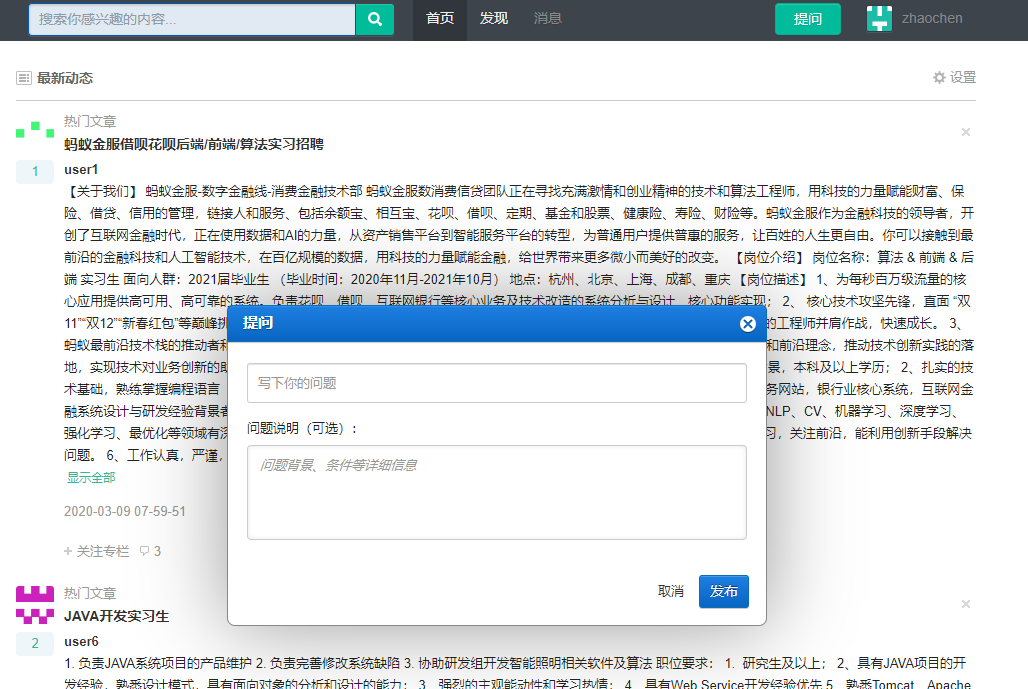 搜索你感兴趣的内容... 首页 发现 消息 提问 zhaochen
最新动态 设置
热门文章
蚂蚁金服借呗花呗后端/前端/算法实习招聘
1 user1
【关于我们】 蚂蚁金服-数字金融线-消费金融技术部 蚂蚁金服数消费信贷团队正在寻找充满激情和创业精神的技术和算法工程师，用科技的力量赋能财富、保
险、借贷、信用的管理，链接人和服务、包括余额宝、相互宝、花呗、借呗、定期、基金和股票、健康险、寿险、财险等。蚂蚁金服作为金融科技的领导者，开
创了互联网金融时代，正在使用数据和AI的力量，从资产销售平台到智能服务平台的转型，为普通用户提供普惠的服务，让百姓的人生更自由。你可以接触到最
前沿的金融科技和人工智能技术，在百亿规模的数据，用科技的力量赋能金融，给世界带来更多微小而美好的改变。 【岗位介绍】 岗位名称：算法 & 前端 & 后
端 实习生 面向人群：2021届毕业生 （毕业时间：2020年11月-2021年10月） 地点：杭州、北京、上海、成都、重庆 【岗位描述】 1、为每秒百万级流量的核
心应用提供高可用、高可靠的系统。负责花呗、借呗、互联网银行等核心业务及技术改造的系统分析与设计、核心功能实现； 2、 核心技术攻坚先锋，直面 “双
11”“双12”“新春红包”等巅峰挑 的工程师并肩作战，快速成长。 3、
蚂蚁最前沿技术栈的推动者和 和前沿理念，推动技术创新实践的落
地，实现技术对业务创新的助 景，本科及以上学历； 2、扎实的技
术基础，熟练掌握编程语言 务网站，银行业核心系统，互联网金
融系统设计与研发经验背景者 NLP、CV、机器学习、深度学习、
强化学习、最优化等领域有深 习，关注前沿，能利用创新手段解决
问题。 6、工作认真，严谨，
显示全部
2020-03-09 07-59-51
关注专栏 3
提问
写下你的问题
问题说明（可选）：
问题背景、条件等详细信息
取消 发布
热门文章
JAVA开发实习生
2 user6
1. 负责JAVA系统项目的产品维护 2. 负责完善修改系统缺陷 3. 协助研发组开发智能照明相关软件及算法 职位要求： 1. 研究生及以上； 2、具有JAVA项目的开
发经验，熟悉设计模式，具有面向对象的分析和设计的能力； 3、强烈的主观能动性和学习热情； 4、具有Web Service开发经验优先 5、熟悉Tomcat、Apache